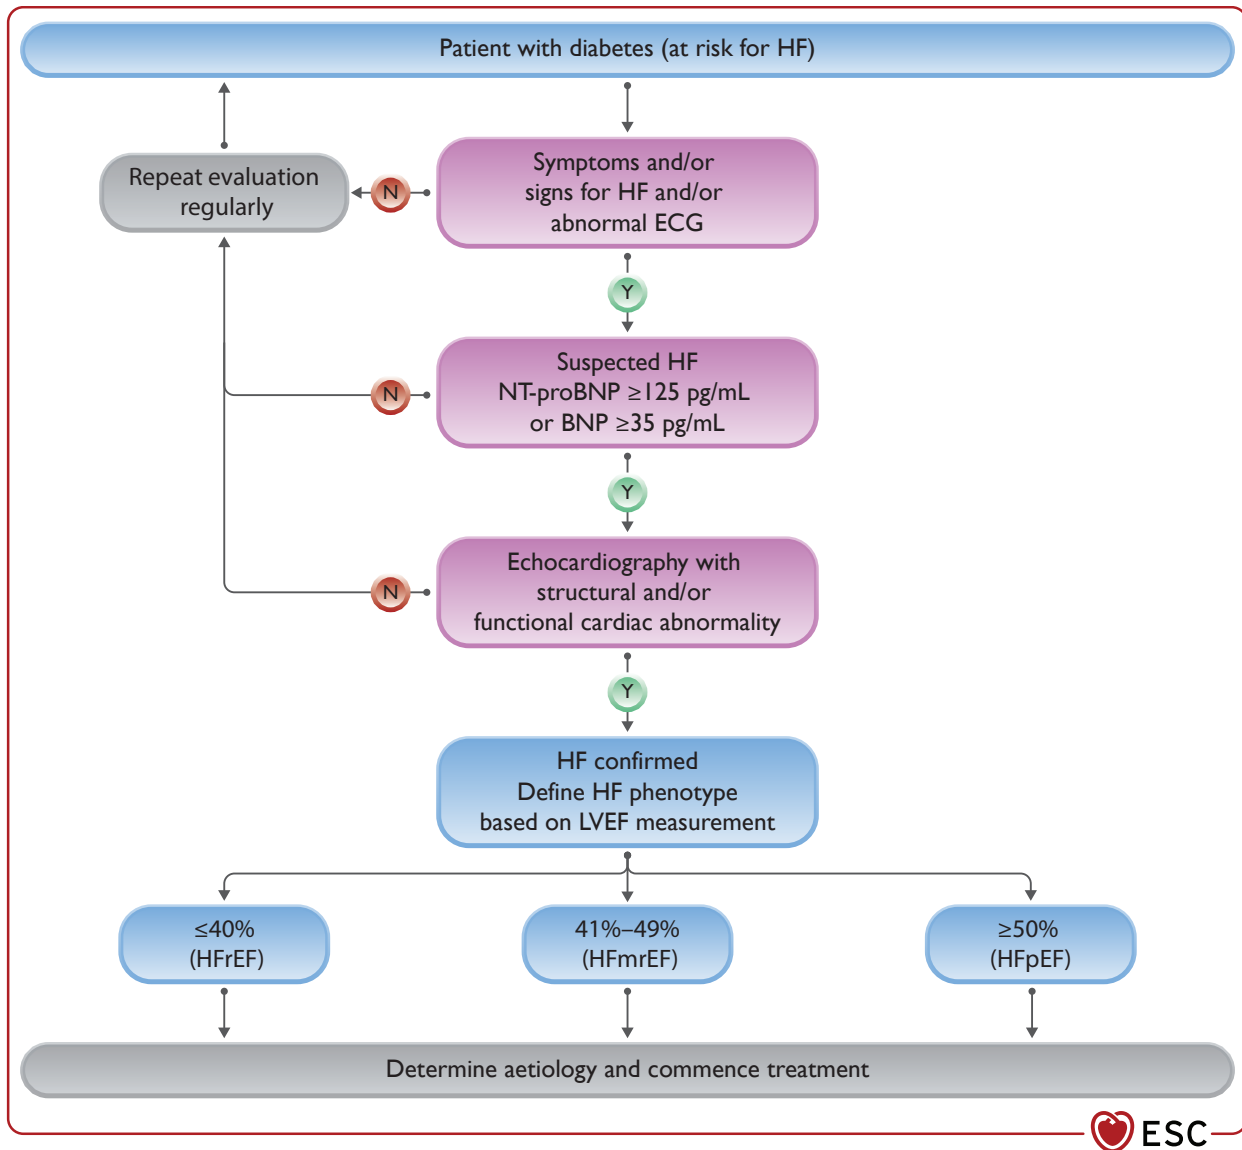 Patient with diabetes (at risk for HF)
Symptoms and/or
signs for HF and/or
abnormal ECG
N
Repeat evaluation
regularly
Y
Suspected HF
NT-proBNP ≥125 pg/mL
or BNP ≥35 pg/mL
N
Y
Echocardiography with
structural and/or
functional cardiac abnormality
N
Y
HF confirmed
Define HF phenotype
based on LVEF measurement
≤40%
(HFrEF)
41%–49%
(HFmrEF)
≥50%
(HFpEF)
Determine aetiology and commence treatment
ESC